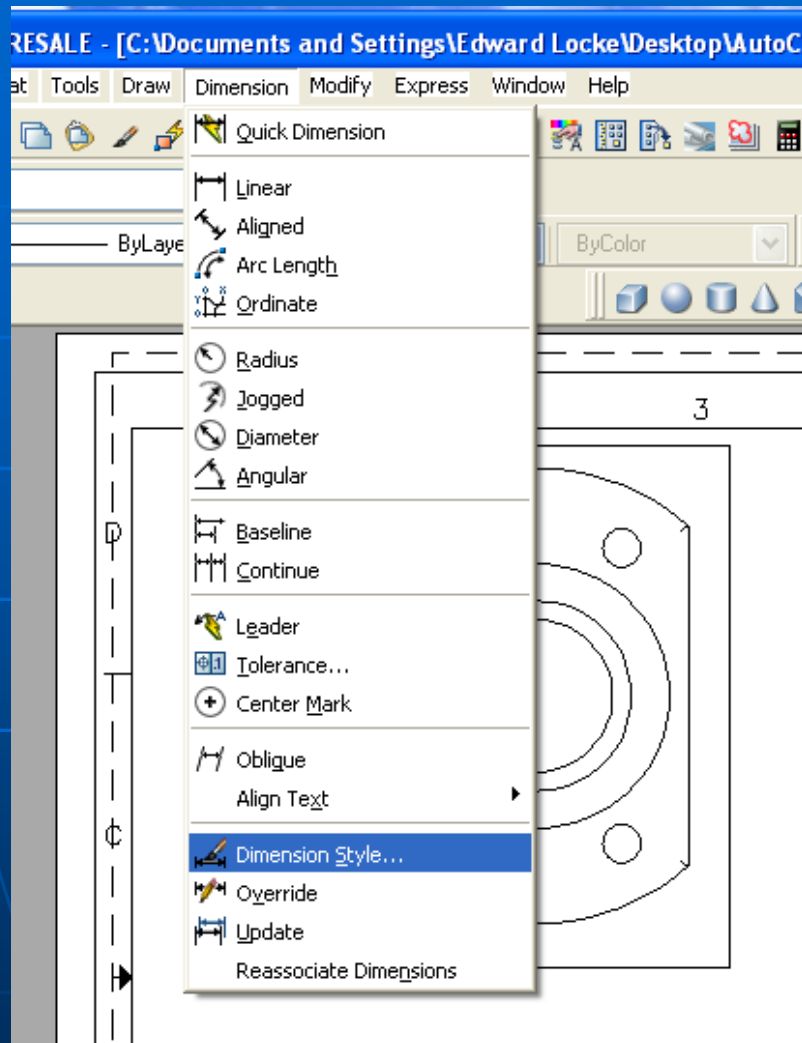 RESALE - [C:\Documents and Settings\Edward Locke\Desktop\AutoC
at Tools Draw Dimension Modify Express Window Help
Quick Dimension
Linear
ByLaye Aligned ByColor
Arc Length
Ordinate
Radius
Jogged
3
Diameter
Angular
D Baseline
Continue
Leader
Tolerance...
Center Mark
Oblique
Align Text
C Dimension Style...
Override
Update
Reassociate Dimensions